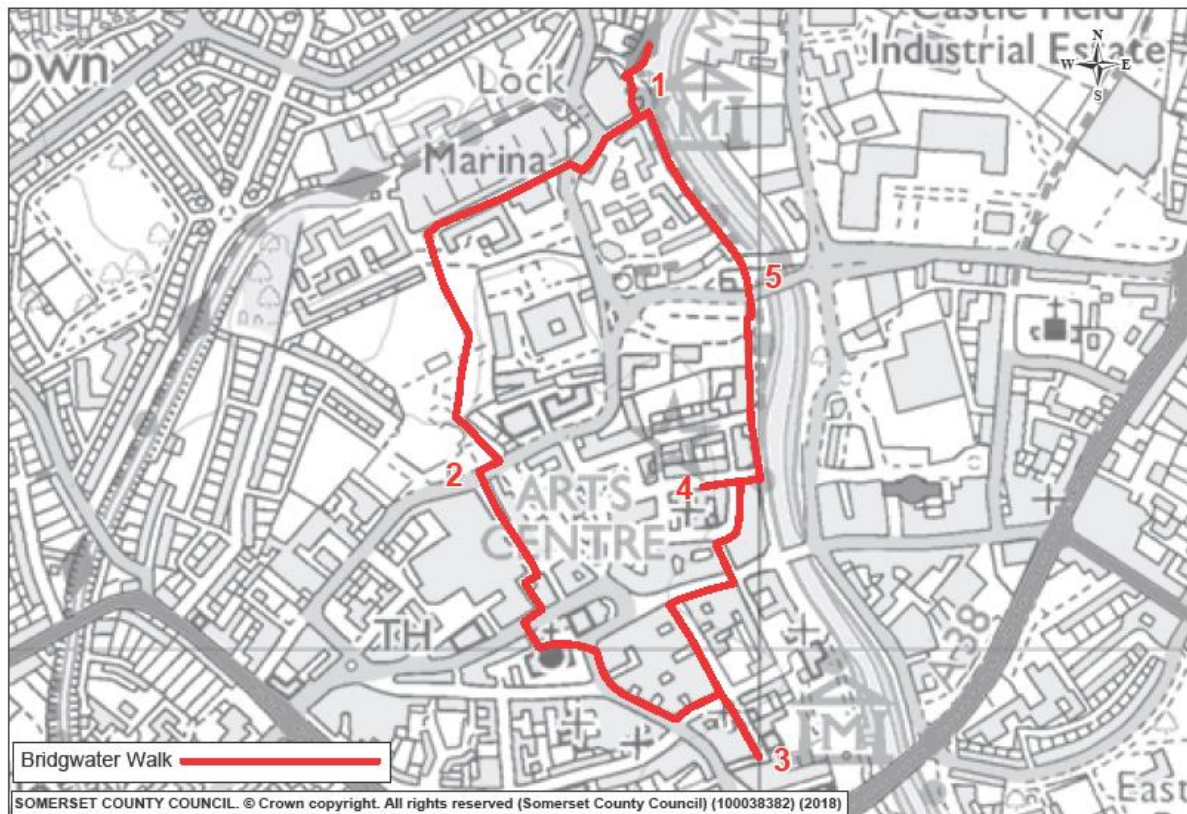 Castle Field
Industrial Estate
N
W E
S
own
Lock
1
Marina
5
2
4
ARTS
CENTRE
TH
A 38
3
East
Bridgwater Walk
SOMERSET COUNTY COUNCIL. © Crown copyright. All rights reserved (Somerset County Council) (100038382) (2018)